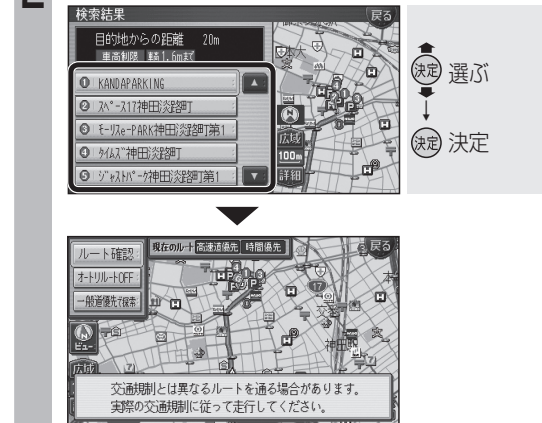 検索結果
戻る
目的地からの距離 20m
車高制限 高1.6mまで
❶ KANDAPARKING
❷ スペース17神田淡路町
❸ モーリスe-PARK神田淡路町第1
❹ タイムズ神田淡路町
❺ ジャストパーク神田淡路町第1
広域
100m
詳細
決定 選ぶ
決定 決定
ルート確認
現在のルート 高速道優先 時間優先
戻る
オートリルートOFF
一般道優先で検索
17
ビュー
神田駅
広域
交通規制とは異なるルートを通る場合があります。
実際の交通規制に従って走行してください。